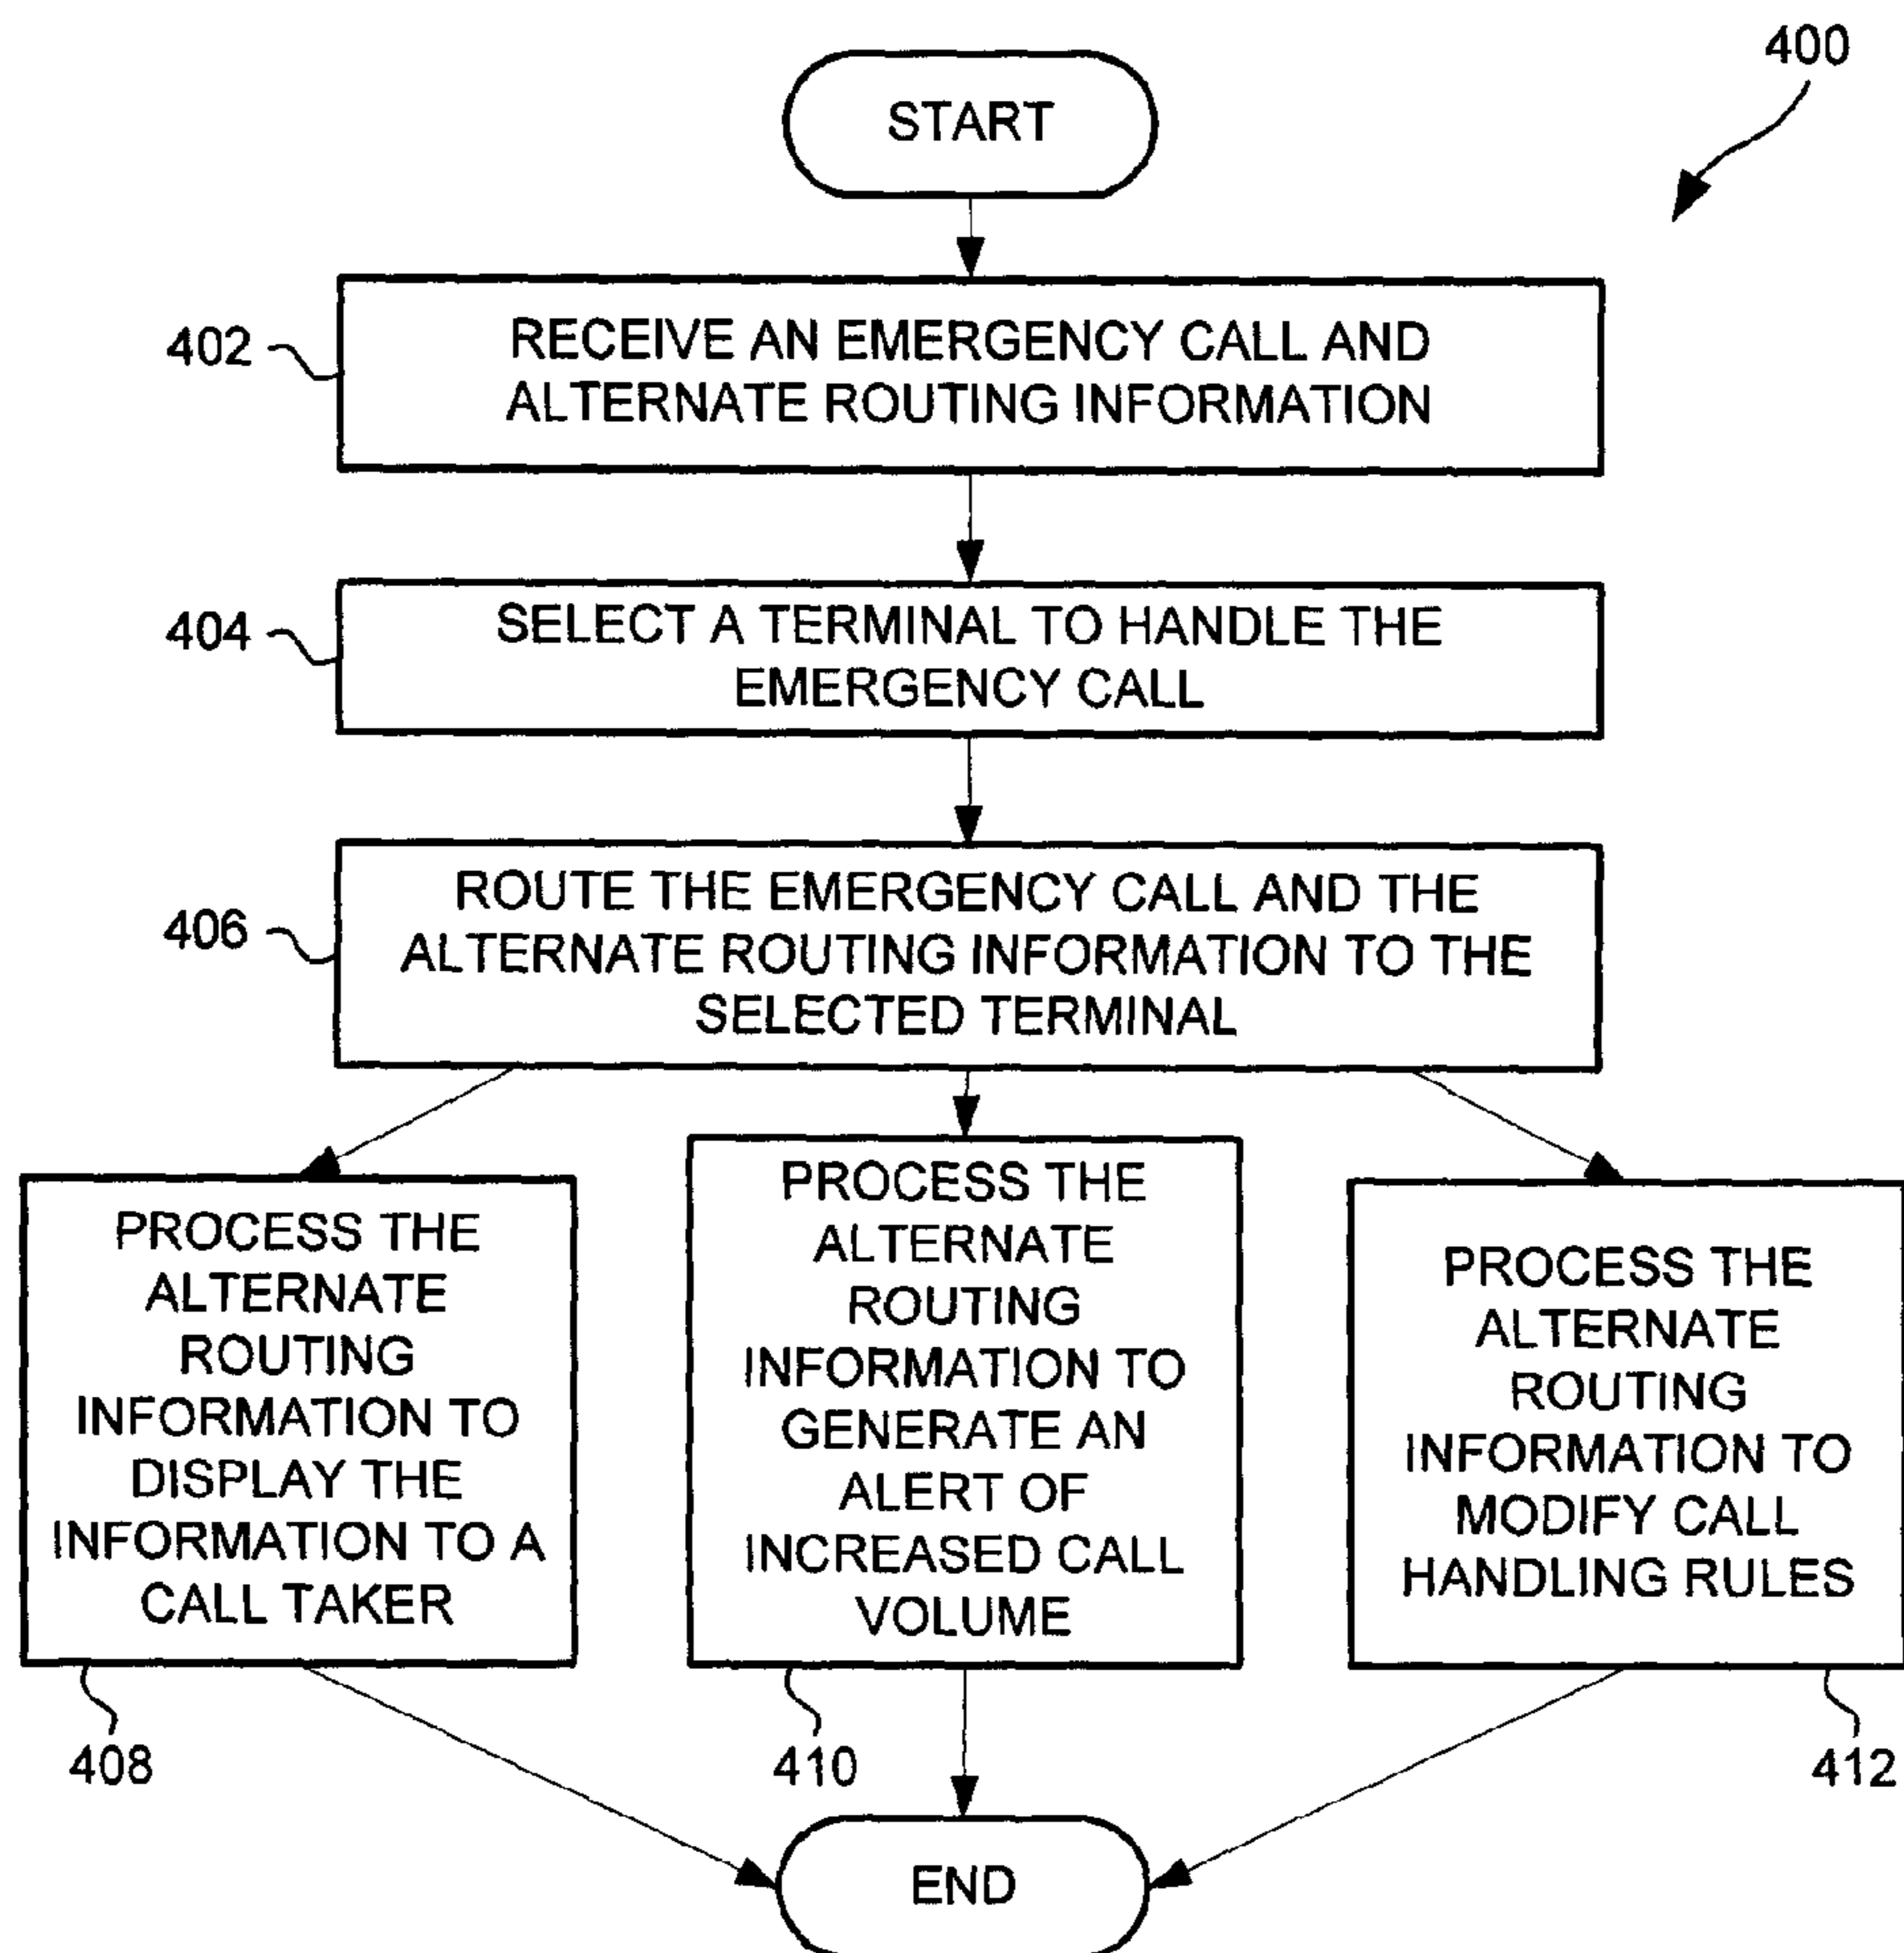 400
START
402
RECEIVE AN EMERGENCY CALL AND
ALTERNATE ROUTING INFORMATION
404
SELECT A TERMINAL TO HANDLE THE
EMERGENCY CALL
406
ROUTE THE EMERGENCY CALL AND THE
ALTERNATE ROUTING INFORMATION TO THE
SELECTED TERMINAL
PROCESS THE
ALTERNATE
ROUTING
INFORMATION TO
DISPLAY THE
INFORMATION TO A
CALL TAKER
408
PROCESS THE
ALTERNATE
ROUTING
INFORMATION TO
GENERATE AN
ALERT OF
INCREASED CALL
VOLUME
410
PROCESS THE
ALTERNATE
ROUTING
INFORMATION TO
MODIFY CALL
HANDLING RULES
412
END